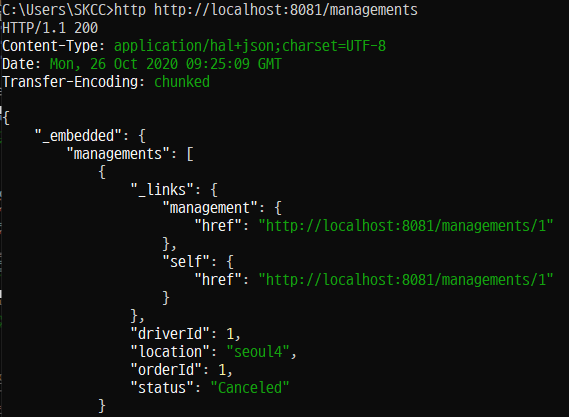 C:\Users\SKCC>http http://localhost:8081/managements
HTTP/1.1 200
Content-Type: application/hal+json;charset=UTF-8
Date: Mon, 26 Oct 2020 09:25:09 GMT
Transfer-Encoding: chunked

{
    "_embedded": {
        "managements": [
            {
                "_links": {
                    "management": {
                        "href": "http://localhost:8081/managements/1"
                    },
                    "self": {
                        "href": "http://localhost:8081/managements/1"
                    }
                },
                "driverId": 1,
                "location": "seoul4",
                "orderId": 1,
                "status": "Canceled"
            }